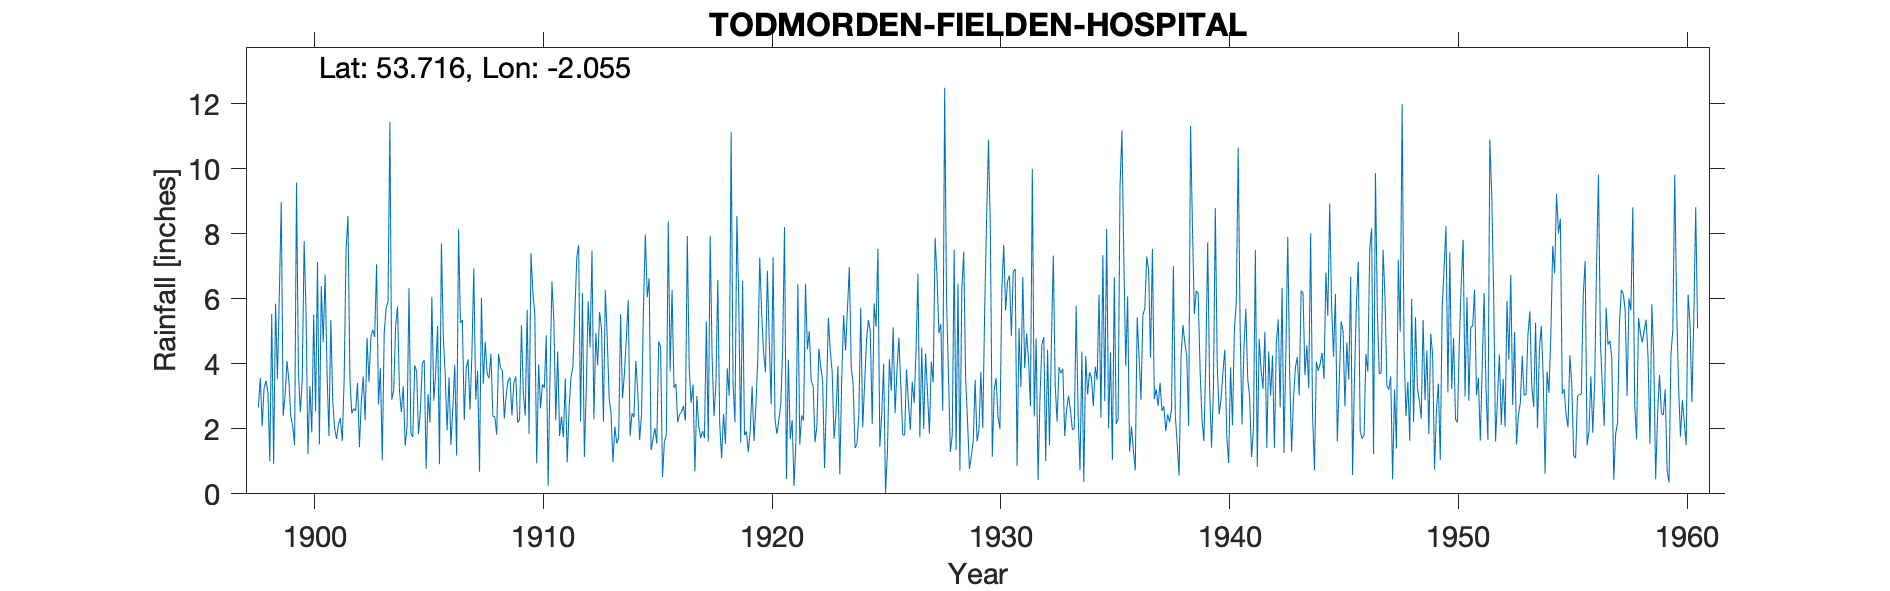 TODMORDEN-FIELDEN-HOSPITAL
Lat: 53.716, Lon: -2.055
Rainfall [inches]
12
10
8
6
4
2
0
1900 1910 1920 1930 1940 1950 1960
Year